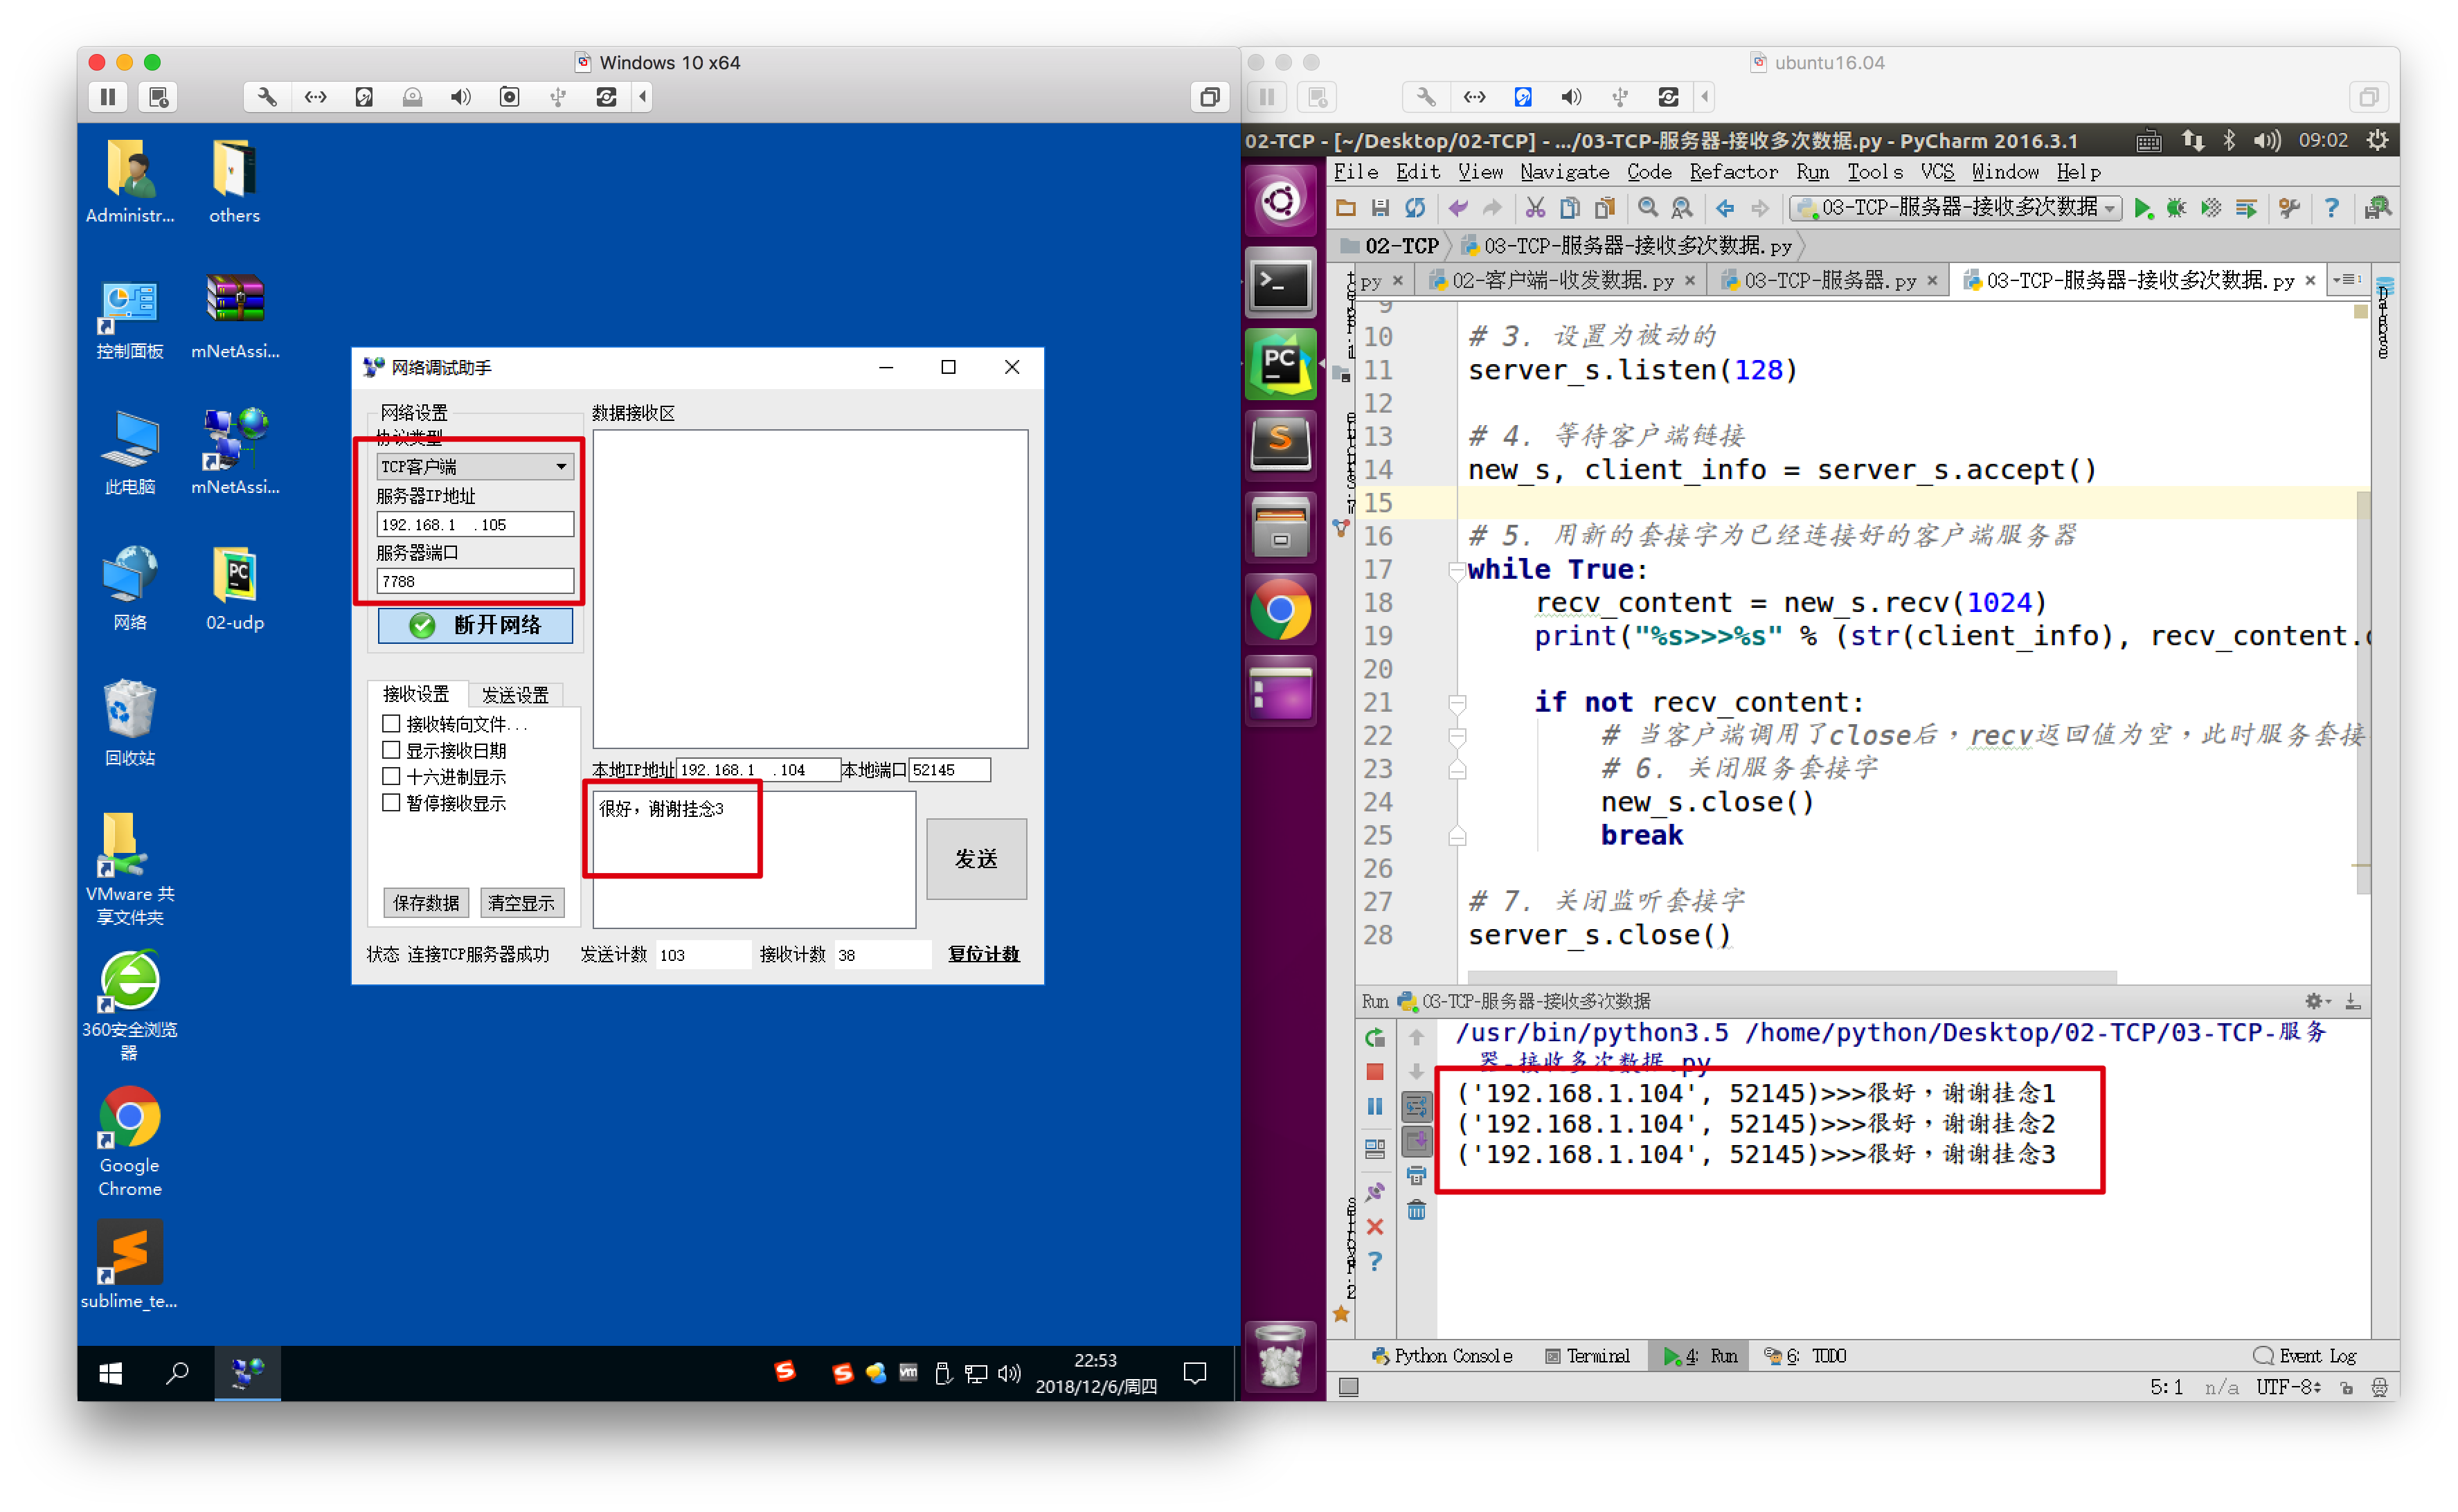 Windows 10 x64
Administr...
others
控制面板
mNetAssi...
此电脑
mNetAssi...
网络
02-udp
回收站
VMware 共
享文件夹
360安全浏览
器
Google
Chrome
sublime_te...
网络调试助手
网络设置
协议类型
TCP客户端
服务器IP地址
192.168.1 .105
服务器端口
7788
断开网络
接收设置
发送设置
接收转向文件...
显示接收日期
十六进制显示
暂停接收显示
保存数据
清空显示
数据接收区
本地IP地址 192.168.1 .104 本地端口 52145
很好，谢谢挂念3
发送
状态 连接TCP服务器成功 发送计数 103 接收计数 38 复位计数
22:53
2018/12/6/周四
ubuntu16.04
02-TCP - [~/Desktop/02-TCP] - .../03-TCP-服务器-接收多次数据.py - PyCharm 2016.3.1
09:02
File Edit View Navigate Code Refactor Run Tools VCS Window Help
03-TCP-服务器-接收多次数据
02-TCP 03-TCP-服务器-接收多次数据.py
py 02-客户端-收发数据.py 03-TCP-服务器.py 03-TCP-服务器-接收多次数据.py
Database
9
10 # 3. 设置为被动的
11 server_s.listen(128)
12
13 # 4. 等待客户端链接
14 new_s, client_info = server_s.accept()
15
16 # 5. 用新的套接字为已经连接好的客户端服务器
17 while True:
18 recv_content = new_s.recv(1024)
19 print("%s>>>%s" % (str(client_info), recv_content.
20
21 if not recv_content:
22 # 当客户端调用了close后，recv返回值为空，此时服务套接
23 # 6. 关闭服务套接字
24 new_s.close()
25 break
26
27 # 7. 关闭监听套接字
28 server_s.close()
Run 03-TCP-服务器-接收多次数据
/usr/bin/python3.5 /home/python/Desktop/02-TCP/03-TCP-服务
器-接收多次数据.py
('192.168.1.104', 52145)>>>很好，谢谢挂念1
('192.168.1.104', 52145)>>>很好，谢谢挂念2
('192.168.1.104', 52145)>>>很好，谢谢挂念3
Python Console Terminal 4: Run 6: TODO Event Log
5:1 n/a UTF-8